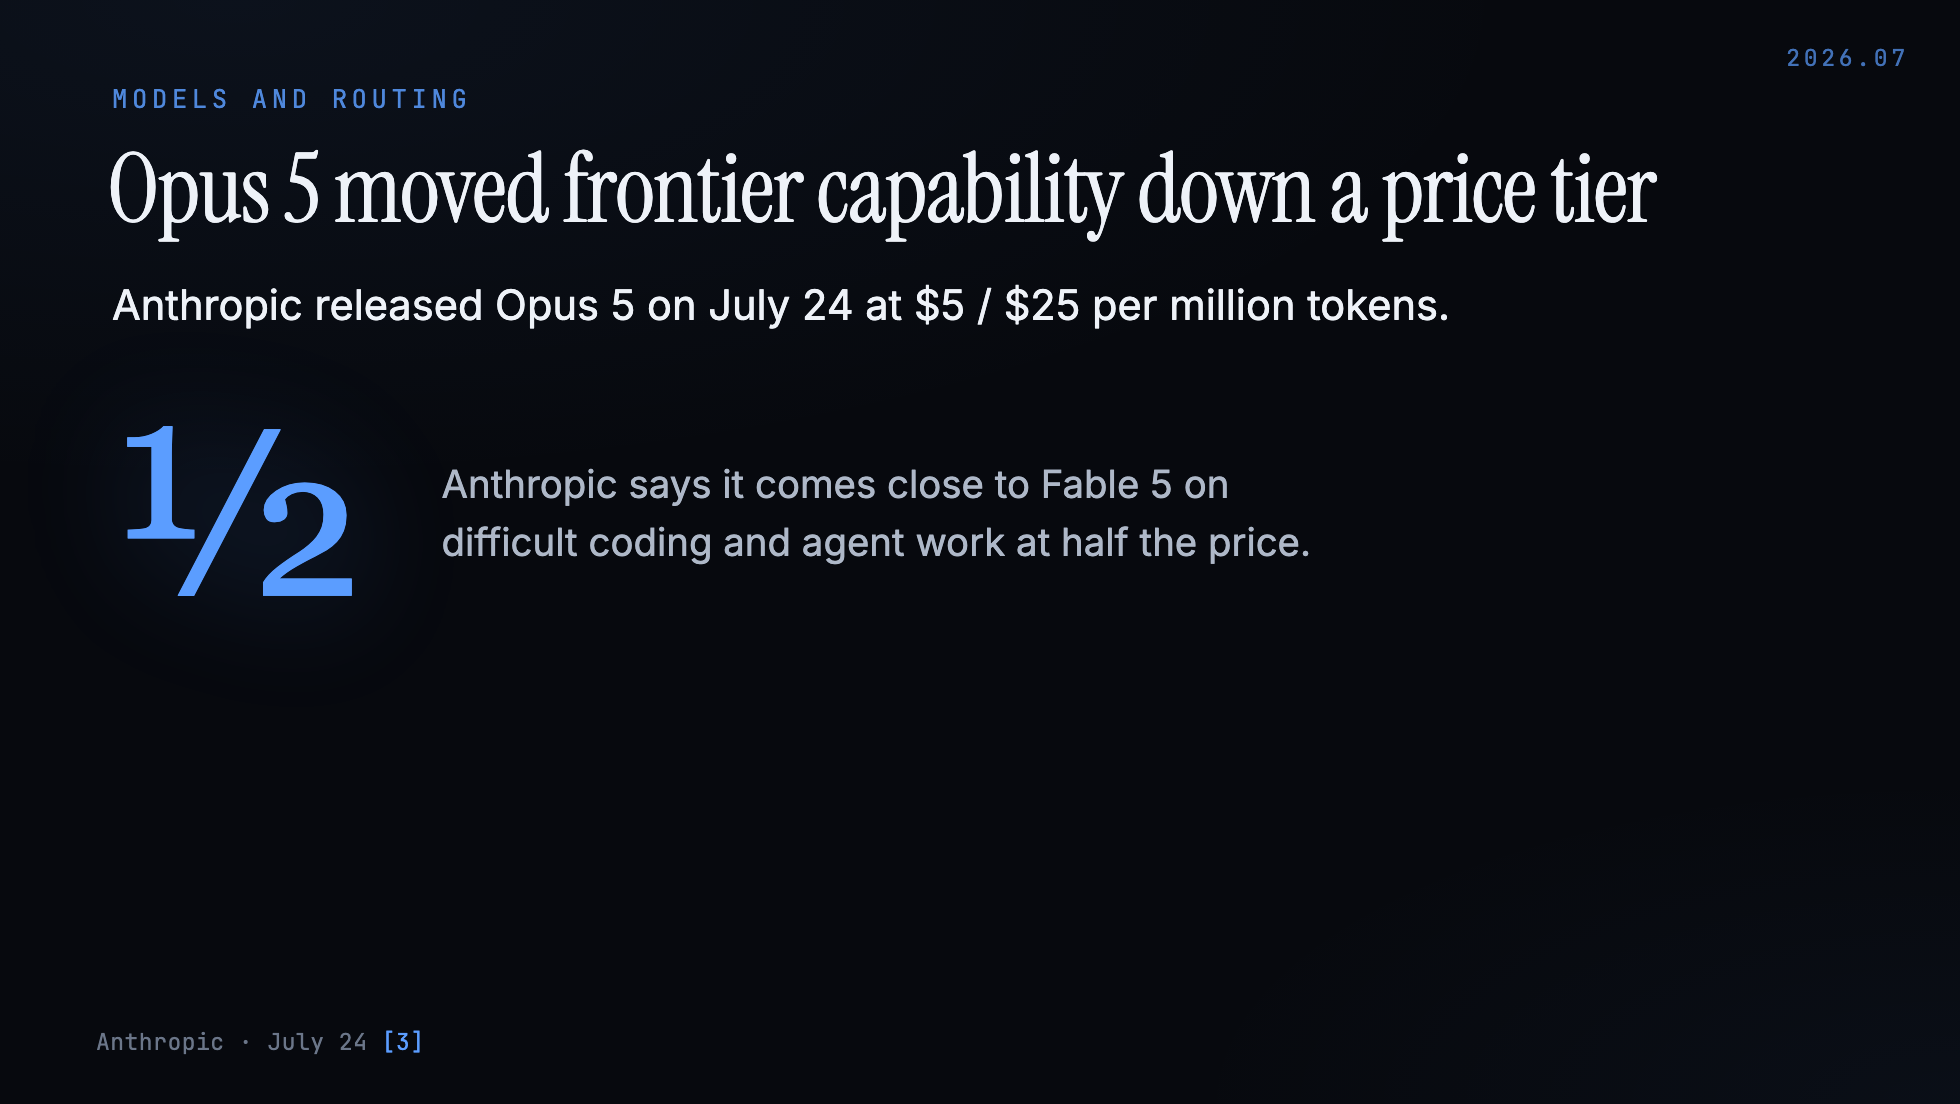 2026.07
MODELS AND ROUTING
Opus 5 moved frontier capability down a price tier
Anthropic released Opus 5 on July 24 at $5 / $25 per million tokens.
½
Anthropic says it comes close to Fable 5 on
difficult coding and agent work at half the price.
Anthropic · July 24 [3]